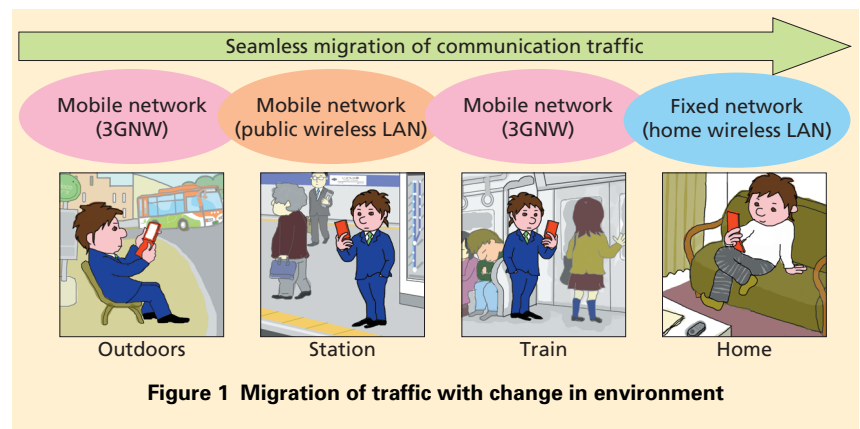 Seamless migration of communication traffic
Mobile network
(3GNW)
Mobile network
(public wireless LAN)
Mobile network
(3GNW)
Fixed network
(home wireless LAN)
Outdoors
Station
Train
Home
Figure 1 Migration of traffic with change in environment